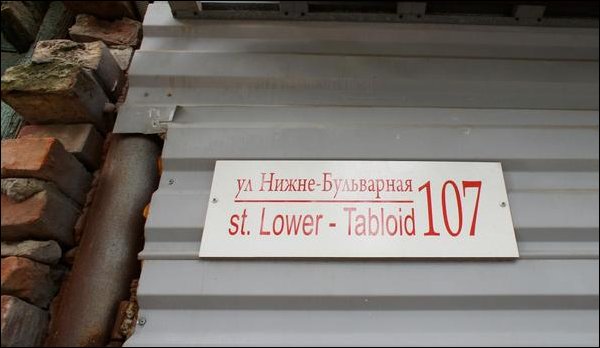 ул Нижне-Бульварная
st. Lower - Tabloid
107